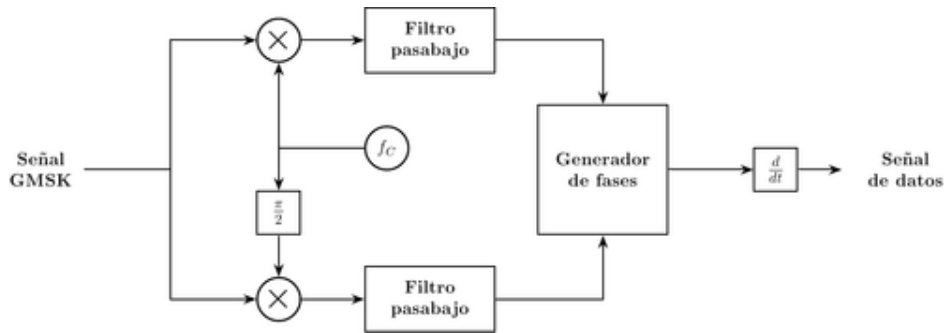 Filtro
pasabajo
f_C
Señal
GMSK
π/2
Generador
de fases
d/dt
Señal
de datos
Filtro
pasabajo